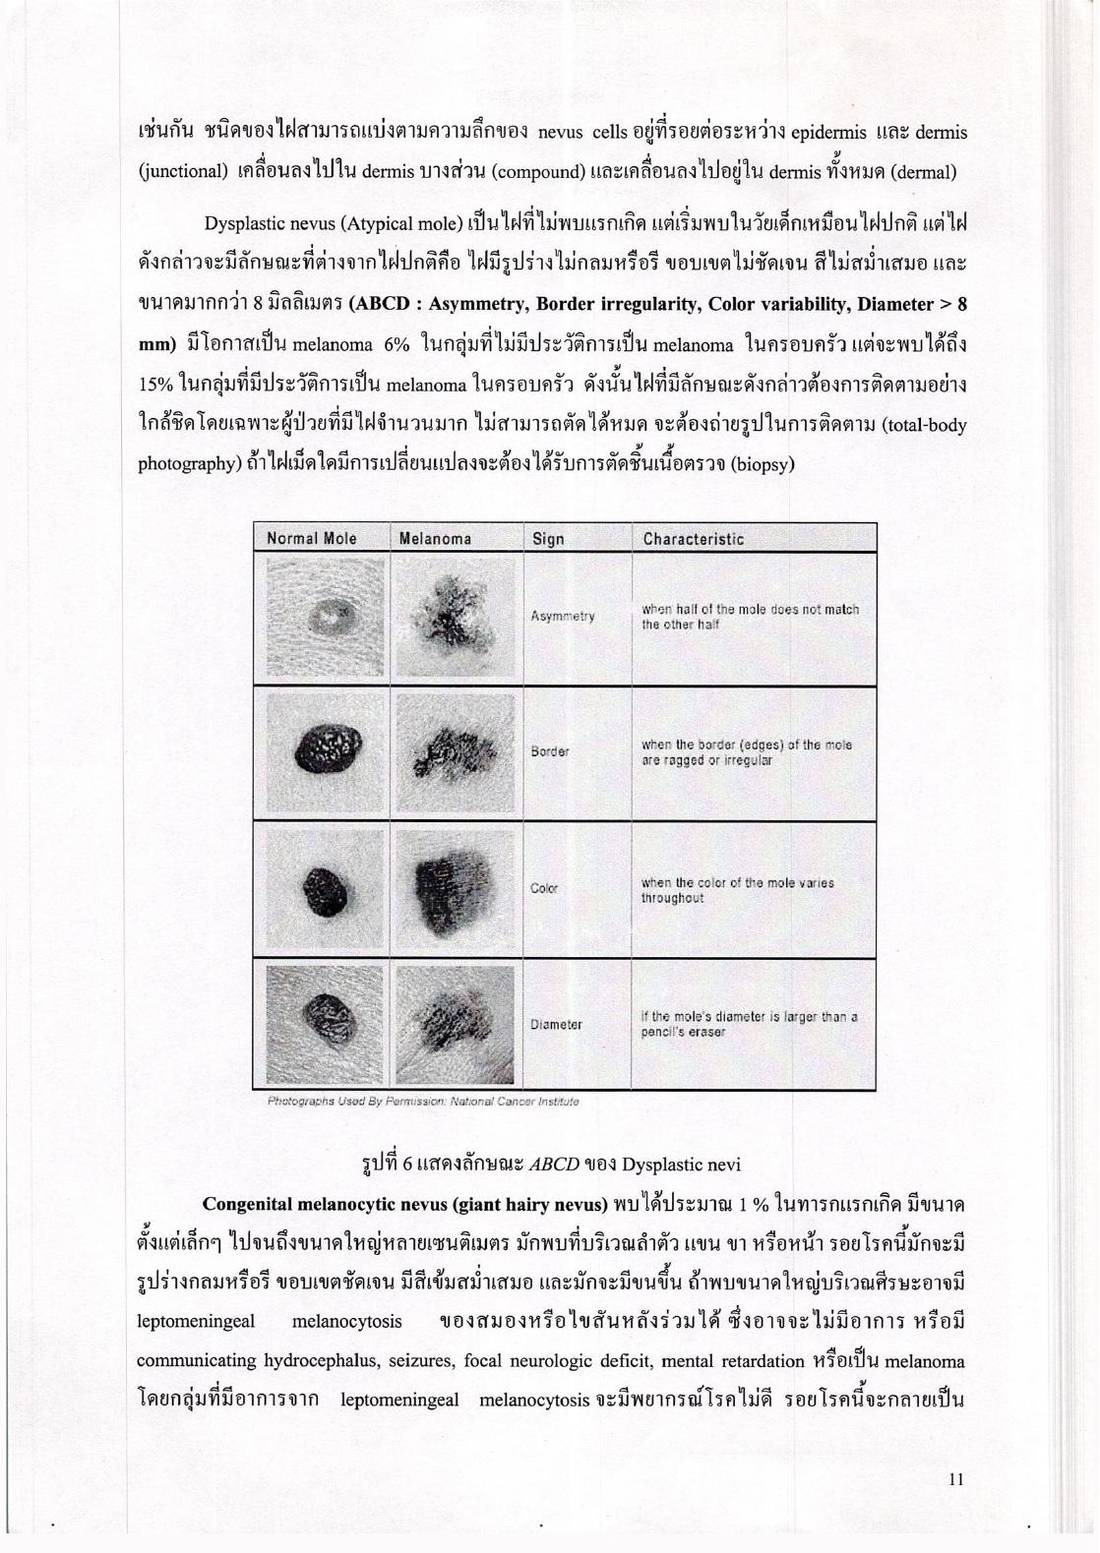 เช่นกัน ชนิดของไฝสามารถแบ่งตามความลึกของ nevus cells อยู่ที่รอยต่อระหว่าง epidermis และ dermis
(junctional) เคลื่อนลงไปใน dermis บางส่วน (compound) และเคลื่อนลงไปอยู่ใน dermis ทั้งหมด (dermal)
Dysplastic nevus (Atypical mole) เป็นไฝที่ไม่พบแรกเกิด แต่เริ่มพบในวัยเด็กเหมือนไฝปกติ แต่ไฝ
ดังกล่าวจะมีลักษณะที่ต่างจากไฝปกติคือ ไฝมีรูปร่างไม่กลมหรือรี ขอบเขตไม่ชัดเจน สีไม่สม่ำเสมอ และ
ขนาดมากกว่า 8 มิลลิเมตร (ABCD : Asymmetry, Border irregularity, Color variability, Diameter > 8
mm) มีโอกาสเป็น melanoma 6% ในกลุ่มที่ไม่มีประวัติการเป็น melanoma ในครอบครัว แต่จะพบได้ถึง
15% ในกลุ่มที่มีประวัติการเป็น melanoma ในครอบครัว ดังนั้นไฝที่มีลักษณะดังกล่าวต้องการติดตามอย่าง
ใกล้ชิดโดยเฉพาะผู้ป่วยที่มีไฝจำนวนมาก ไม่สามารถตัดได้หมด จะต้องถ่ายรูปในการติดตาม (total-body
photography) ถ้าไฝเม็ดใดมีการเปลี่ยนแปลงจะต้องได้รับการตัดชิ้นเนื้อตรวจ (biopsy)
Normal Mole Melanoma Sign Characteristic
Asymmetry when half of the mole does not match
the other half
Border when the border (edges) of the mole
are ragged or irregular
Color when the color of the mole varies
throughout
Diameter if the mole's diameter is larger than a
pencil's eraser
Photographs Used By Permission: National Cancer Institute
รูปที่ 6 แสดงลักษณะ ABCD ของ Dysplastic nevi
Congenital melanocytic nevus (giant hairy nevus) พบได้ประมาณ 1 % ในทารกแรกเกิด มีขนาด
ตั้งแต่เล็กๆ ไปจนถึงขนาดใหญ่หลายเซนติเมตร มักพบที่บริเวณลำตัว แขน ขา หรือหน้า รอยโรคนี้มักจะมี
รูปร่างกลมหรือรี ขอบเขตชัดเจน มีสีเข้มสม่ำเสมอ และมักจะมีขนขึ้น ถ้าพบขนาดใหญ่บริเวณศีรษะอาจมี
leptomeningeal melanocytosis ของสมองหรือไขสันหลังร่วมได้ ซึ่งอาจจะไม่มีอาการ หรือมี
communicating hydrocephalus, seizures, focal neurologic deficit, mental retardation หรือเป็น melanoma
โดยกลุ่มที่มีอาการจาก leptomeningeal melanocytosis จะมีพยากรณ์โรคไม่ดี รอยโรคนี้จะกลายเป็น
11